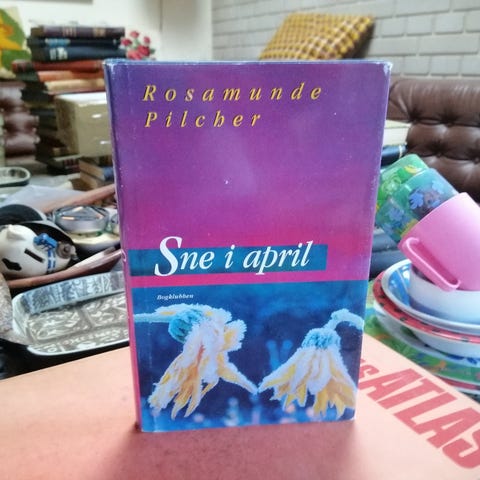 Rosamunde
Pilcher
Sne i april
Bogklubben
ATLAS